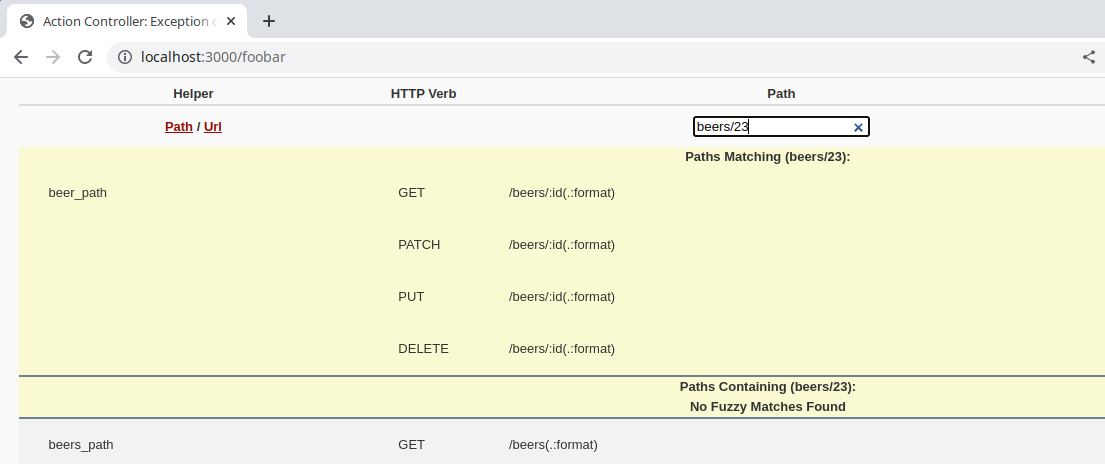 Action Controller: Exception
localhost:3000/foobar
Helper HTTP Verb Path
Path / Url beers/23
Paths Matching (beers/23):
beer_path GET /beers/:id(.:format)
PATCH /beers/:id(.:format)
PUT /beers/:id(.:format)
DELETE /beers/:id(.:format)
Paths Containing (beers/23):
No Fuzzy Matches Found
beers_path GET /beers(.:format)